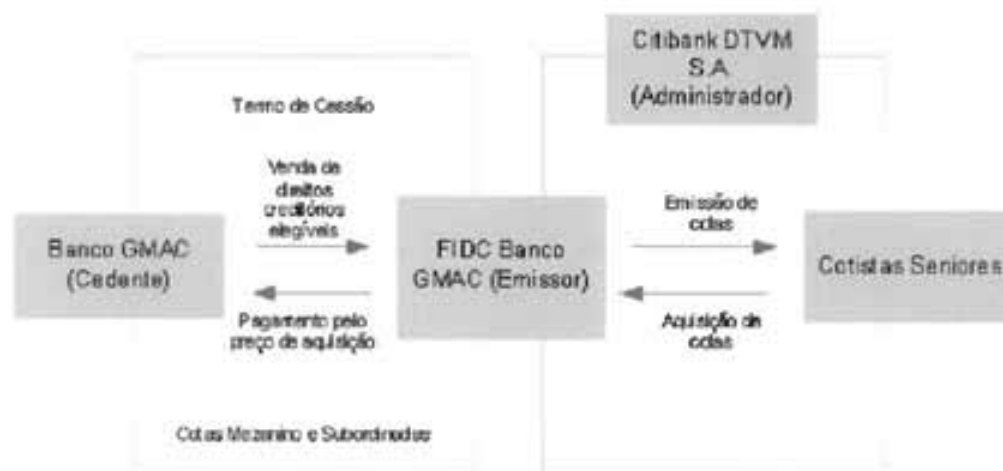 Citibank DTVM
S.A.
(Administrador)
Termo de Cessão
Venda de
direitos
creditórios
elegíveis
Banco GMAC
(Cedente)
FIDC Banco
GMAC (Emissor)
Emissão de
cotas
Cotistas Seniores
Pagamento pelo
preço de aquisição
Aquisição de
cotas
Cotas Mezanino e Subordinadas